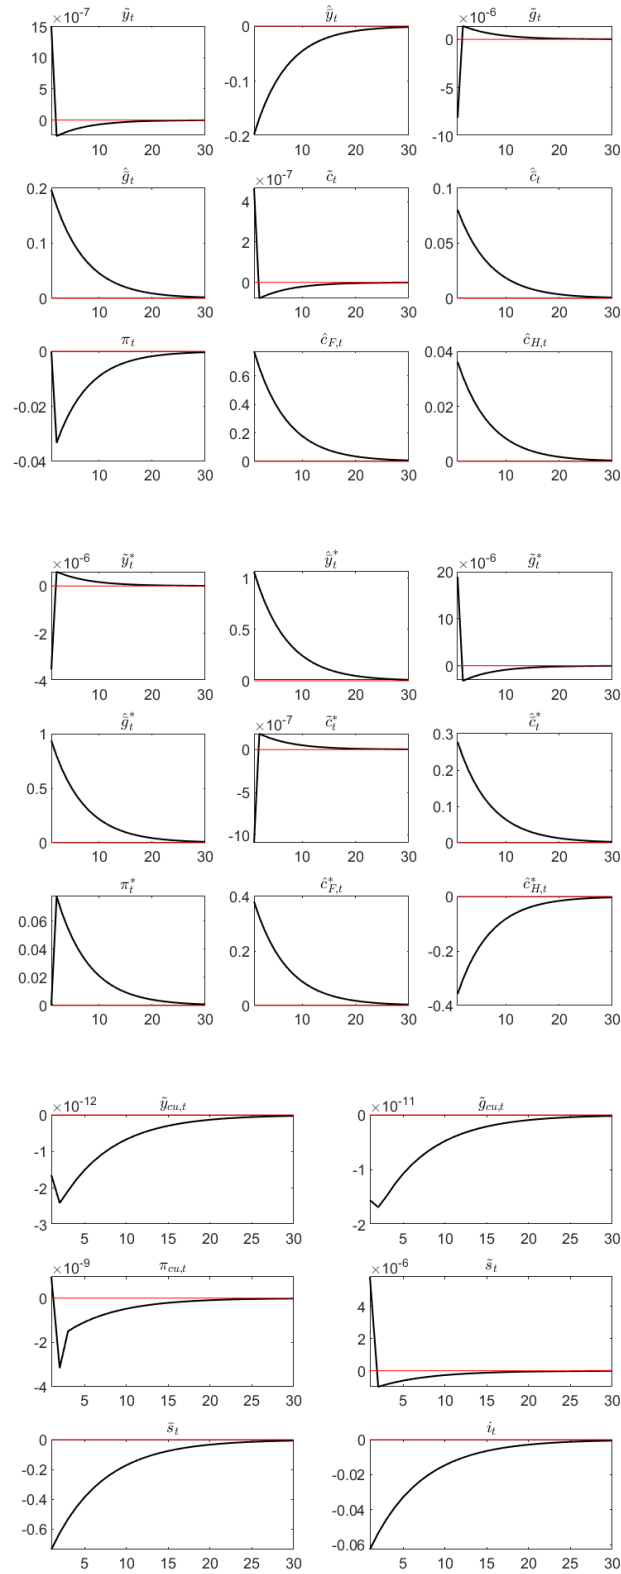 ỹ_t  ŷ̄_t  g̃_t
×10⁻⁷  ×10⁻⁶
15 10 5 0  0 -0.1 -0.2  0 -5 -10
10 20 30  10 20 30  10 20 30
ĝ̄_t  c̃_t  ĉ̄_t
×10⁻⁷
0.2 0.1 0  4 2 0  0.1 0.05 0
10 20 30  10 20 30  10 20 30
π_t  ĉ_{F,t}  ĉ_{H,t}
0 -0.02 -0.04  0.6 0.4 0.2 0  0.04 0.02 0
10 20 30  10 20 30  10 20 30
ỹ*_t  ŷ̄*_t  g̃*_t
×10⁻⁶  ×10⁻⁶
0 -2 -4  1 0.5 0  20 10 0
10 20 30  10 20 30  10 20 30
ĝ̄*_t  c̃*_t  ĉ̄*_t
×10⁻⁷
1 0.5 0  0 -5 -10  0.3 0.2 0.1 0
10 20 30  10 20 30  10 20 30
π*_t  ĉ*_{F,t}  ĉ*_{H,t}
0.06 0.04 0.02 0  0.4 0.2 0  0 -0.2 -0.4
10 20 30  10 20 30  10 20 30
ỹ_{cu,t}  g̃_{cu,t}
×10⁻¹²  ×10⁻¹¹
0 -1 -2 -3  0 -1 -2
5 10 15 20 25 30  5 10 15 20 25 30
π_{cu,t}  s̃_t
×10⁻⁹  ×10⁻⁶
0 -2 -4  4 2 0
5 10 15 20 25 30  5 10 15 20 25 30
s̄_t  i_t
0 -0.2 -0.4 -0.6  0 -0.02 -0.04 -0.06
5 10 15 20 25 30  5 10 15 20 25 30